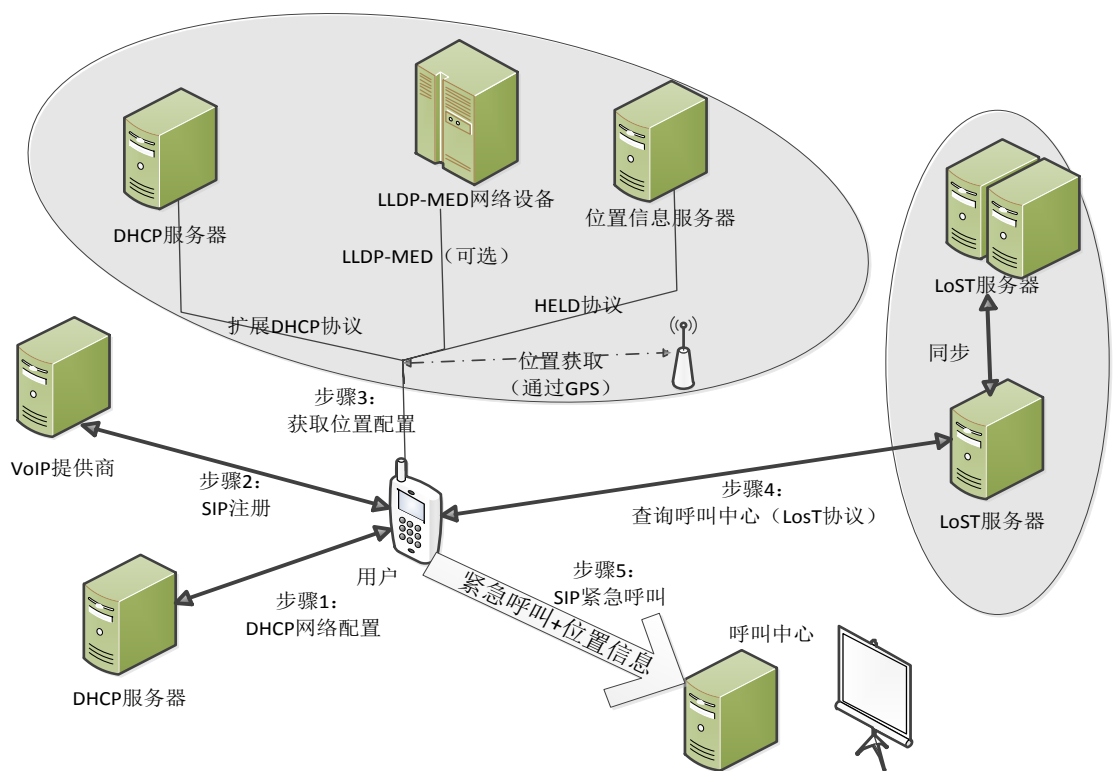 DHCP服务器
LLDP-MED网络设备
位置信息服务器
LLDP-MED（可选）
扩展DHCP协议
HELD协议
位置获取
（通过GPS）
步骤3：
获取位置配置
LoST服务器
同步
LoST服务器
VoIP提供商
步骤2：
SIP注册
步骤4：
查询呼叫中心（LosT协议）
用户
步骤1：
DHCP网络配置
DHCP服务器
步骤5：
SIP紧急呼叫
紧急呼叫+位置信息
呼叫中心